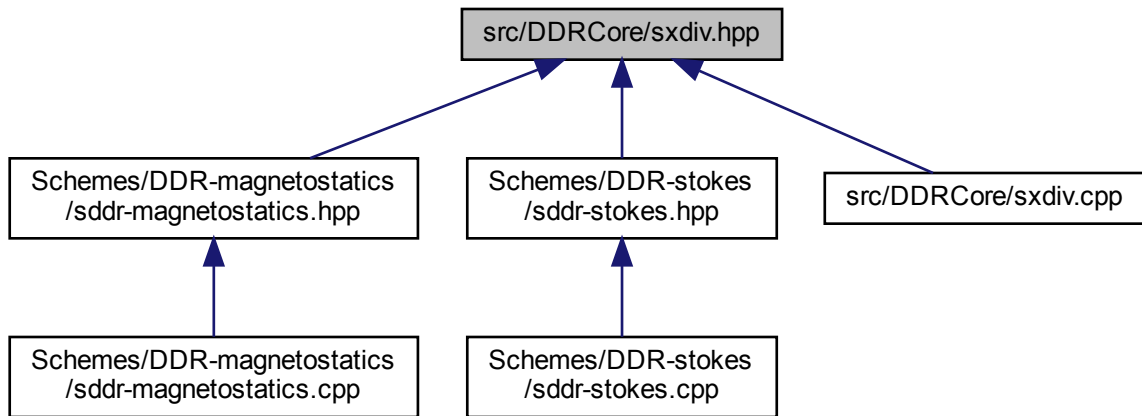 src/DDRCore/sxdiv.hpp
Schemes/DDR-magnetostatics
/sddr-magnetostatics.hpp
Schemes/DDR-stokes
/sddr-stokes.hpp
src/DDRCore/sxdiv.cpp
Schemes/DDR-magnetostatics
/sddr-magnetostatics.cpp
Schemes/DDR-stokes
/sddr-stokes.cpp